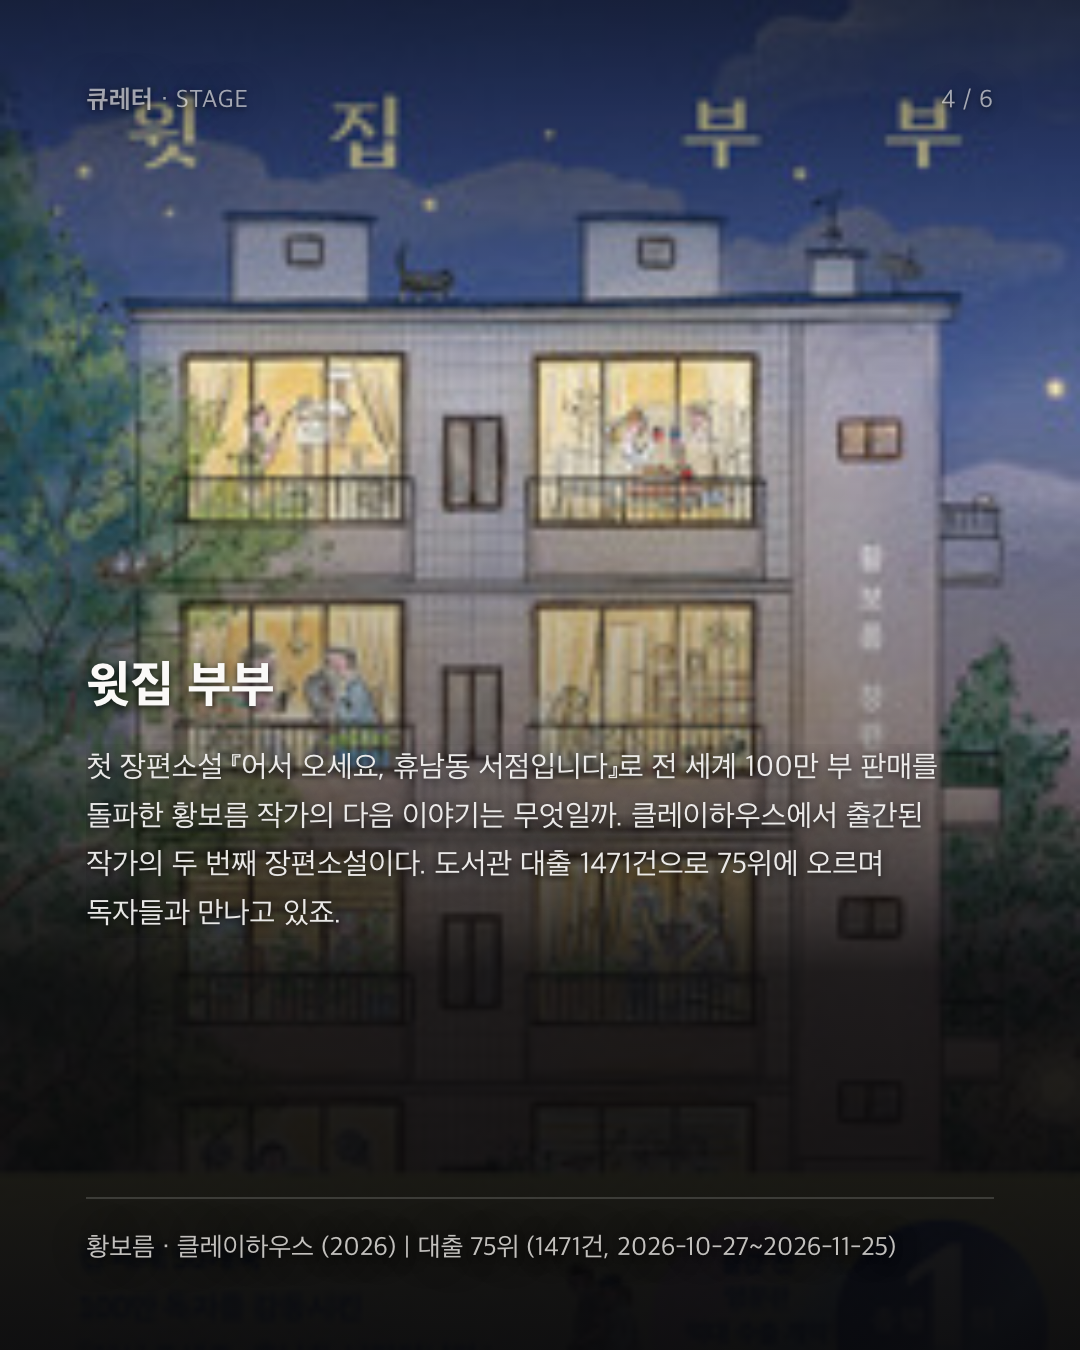 큐레터 · STAGE
4 / 6
윗집 부부
윗집 부부
첫 장편소설 『어서 오세요, 휴남동 서점입니다』로 전 세계 100만 부 판매를
돌파한 황보름 작가의 다음 이야기는 무엇일까. 클레이하우스에서 출간된
작가의 두 번째 장편소설이다. 도서관 대출 1471건으로 75위에 오르며
독자들과 만나고 있죠.
황보름 · 클레이하우스 (2026) | 대출 75위 (1471건, 2026-10-27~2026-11-25)